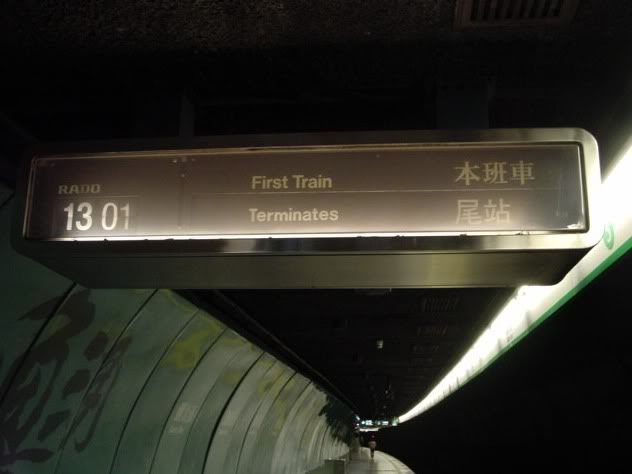 RADO
13 01
First Train
本班車
Terminates
尾站